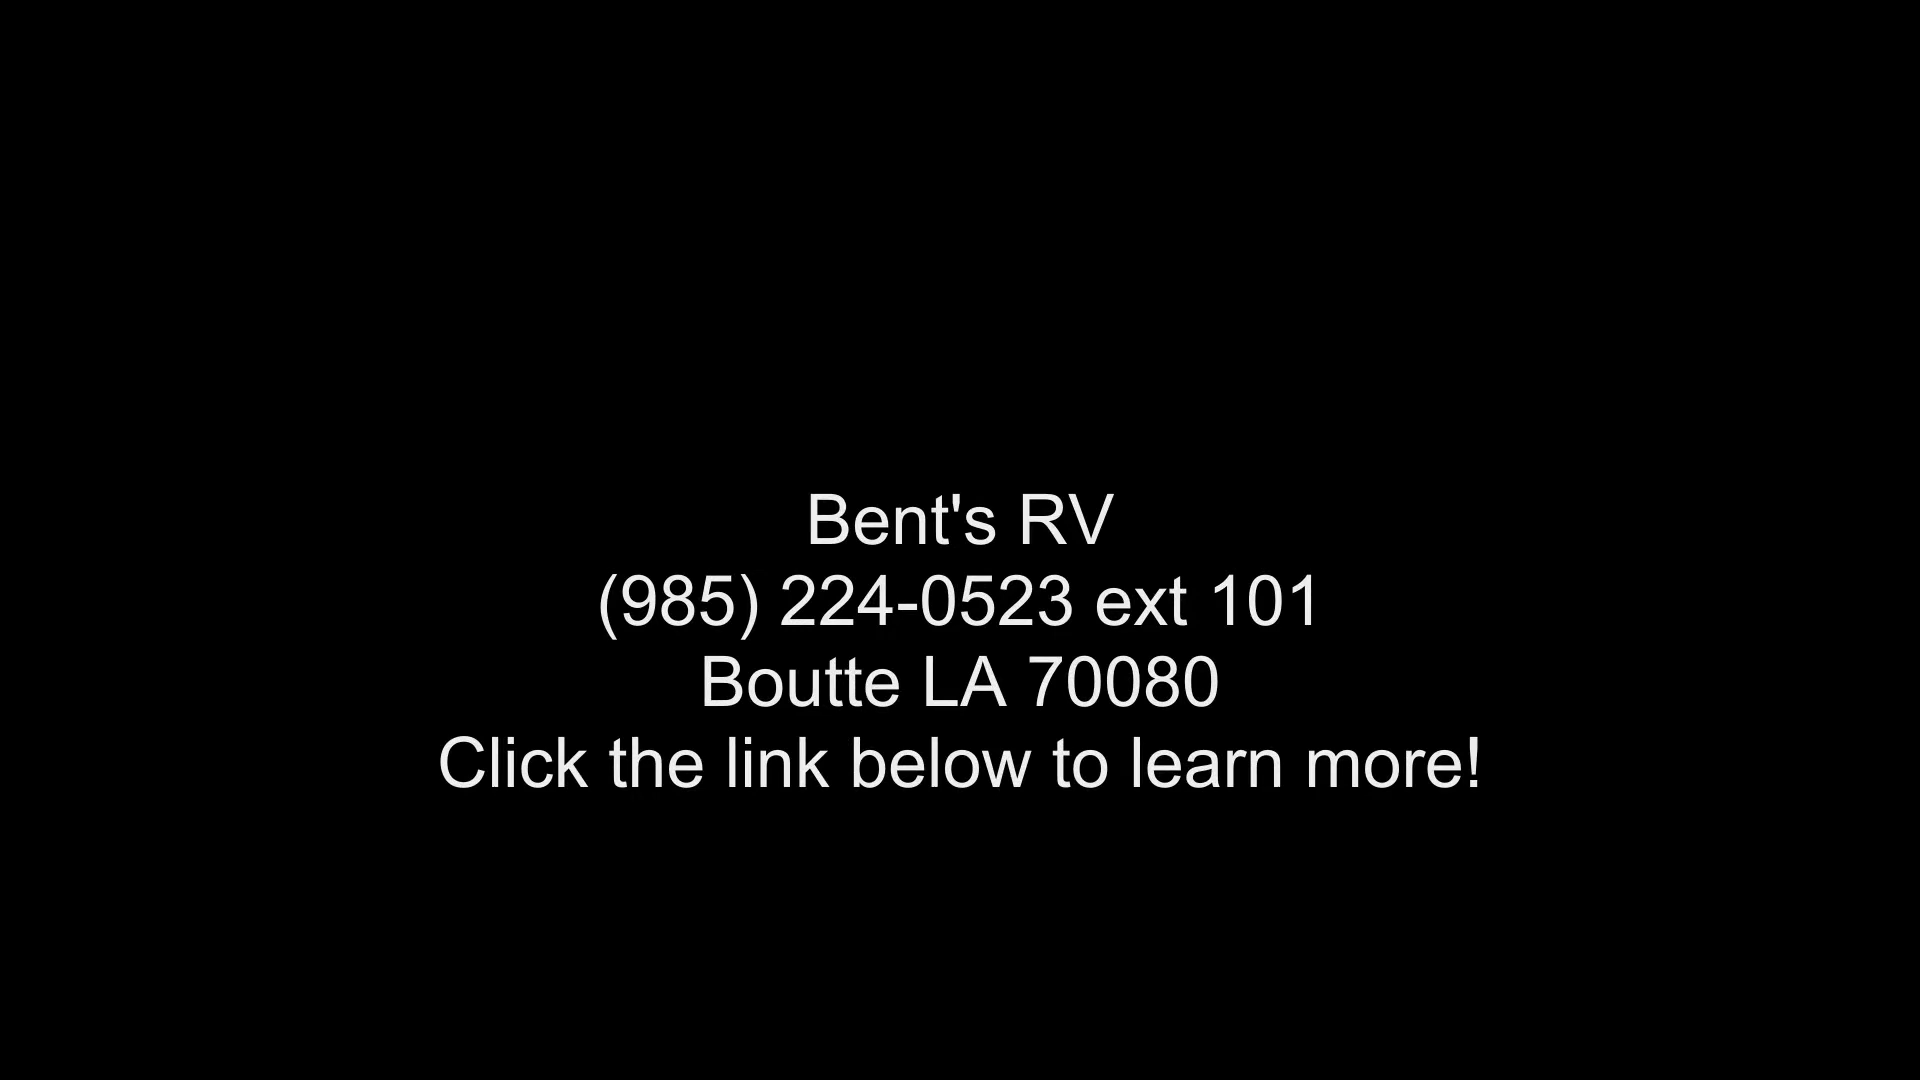 Bent's RV
(985) 224-0523 ext 101
Boutte LA 70080
Click the link below to learn more!